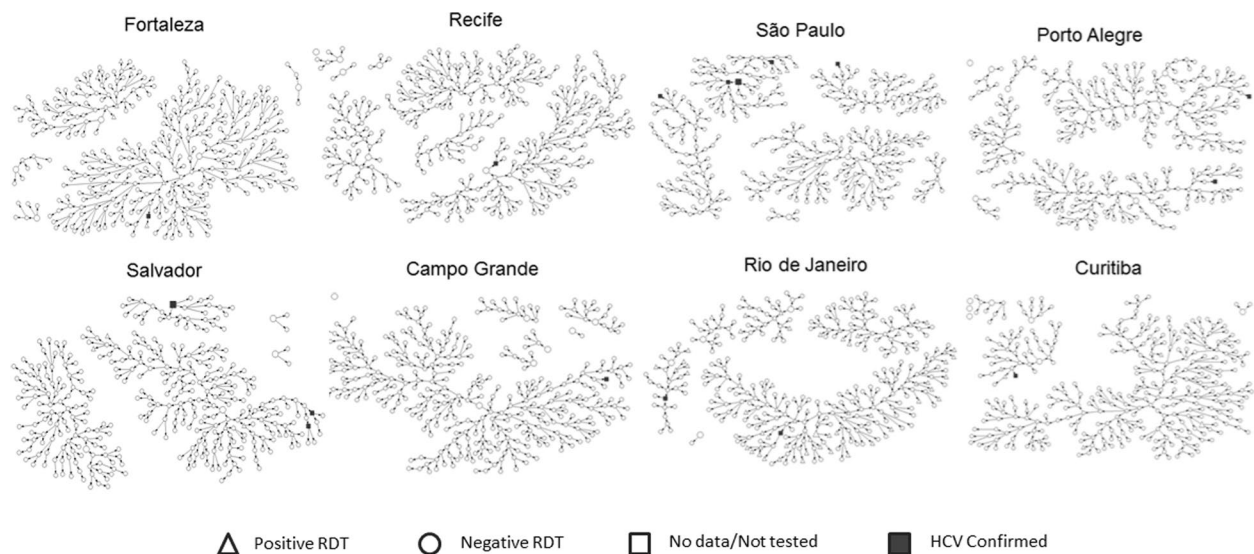 Fortaleza
Recife
São Paulo
Porto Alegre
Salvador
Campo Grande
Rio de Janeiro
Curitiba
Positive RDT
Negative RDT
No data/Not tested
HCV Confirmed